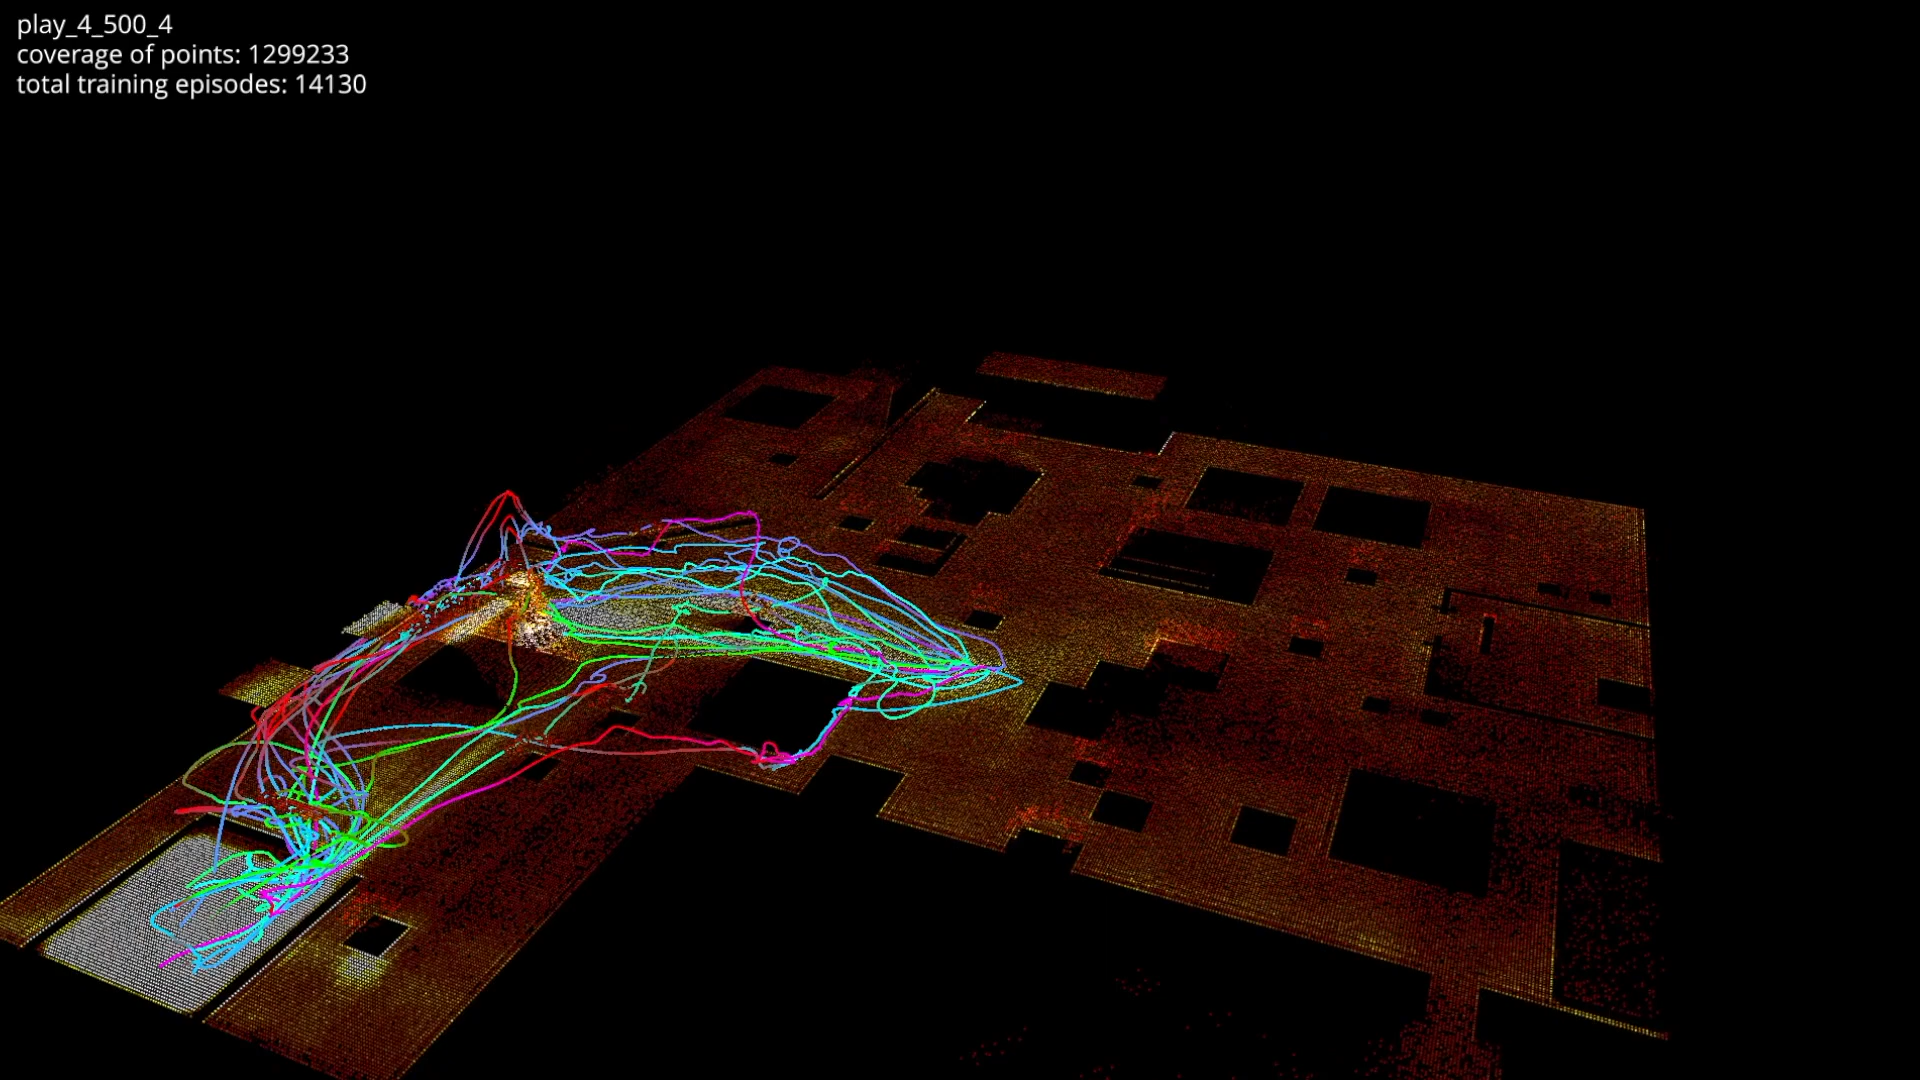 play_4_500_4
coverage of points: 1299233
total training episodes: 14130